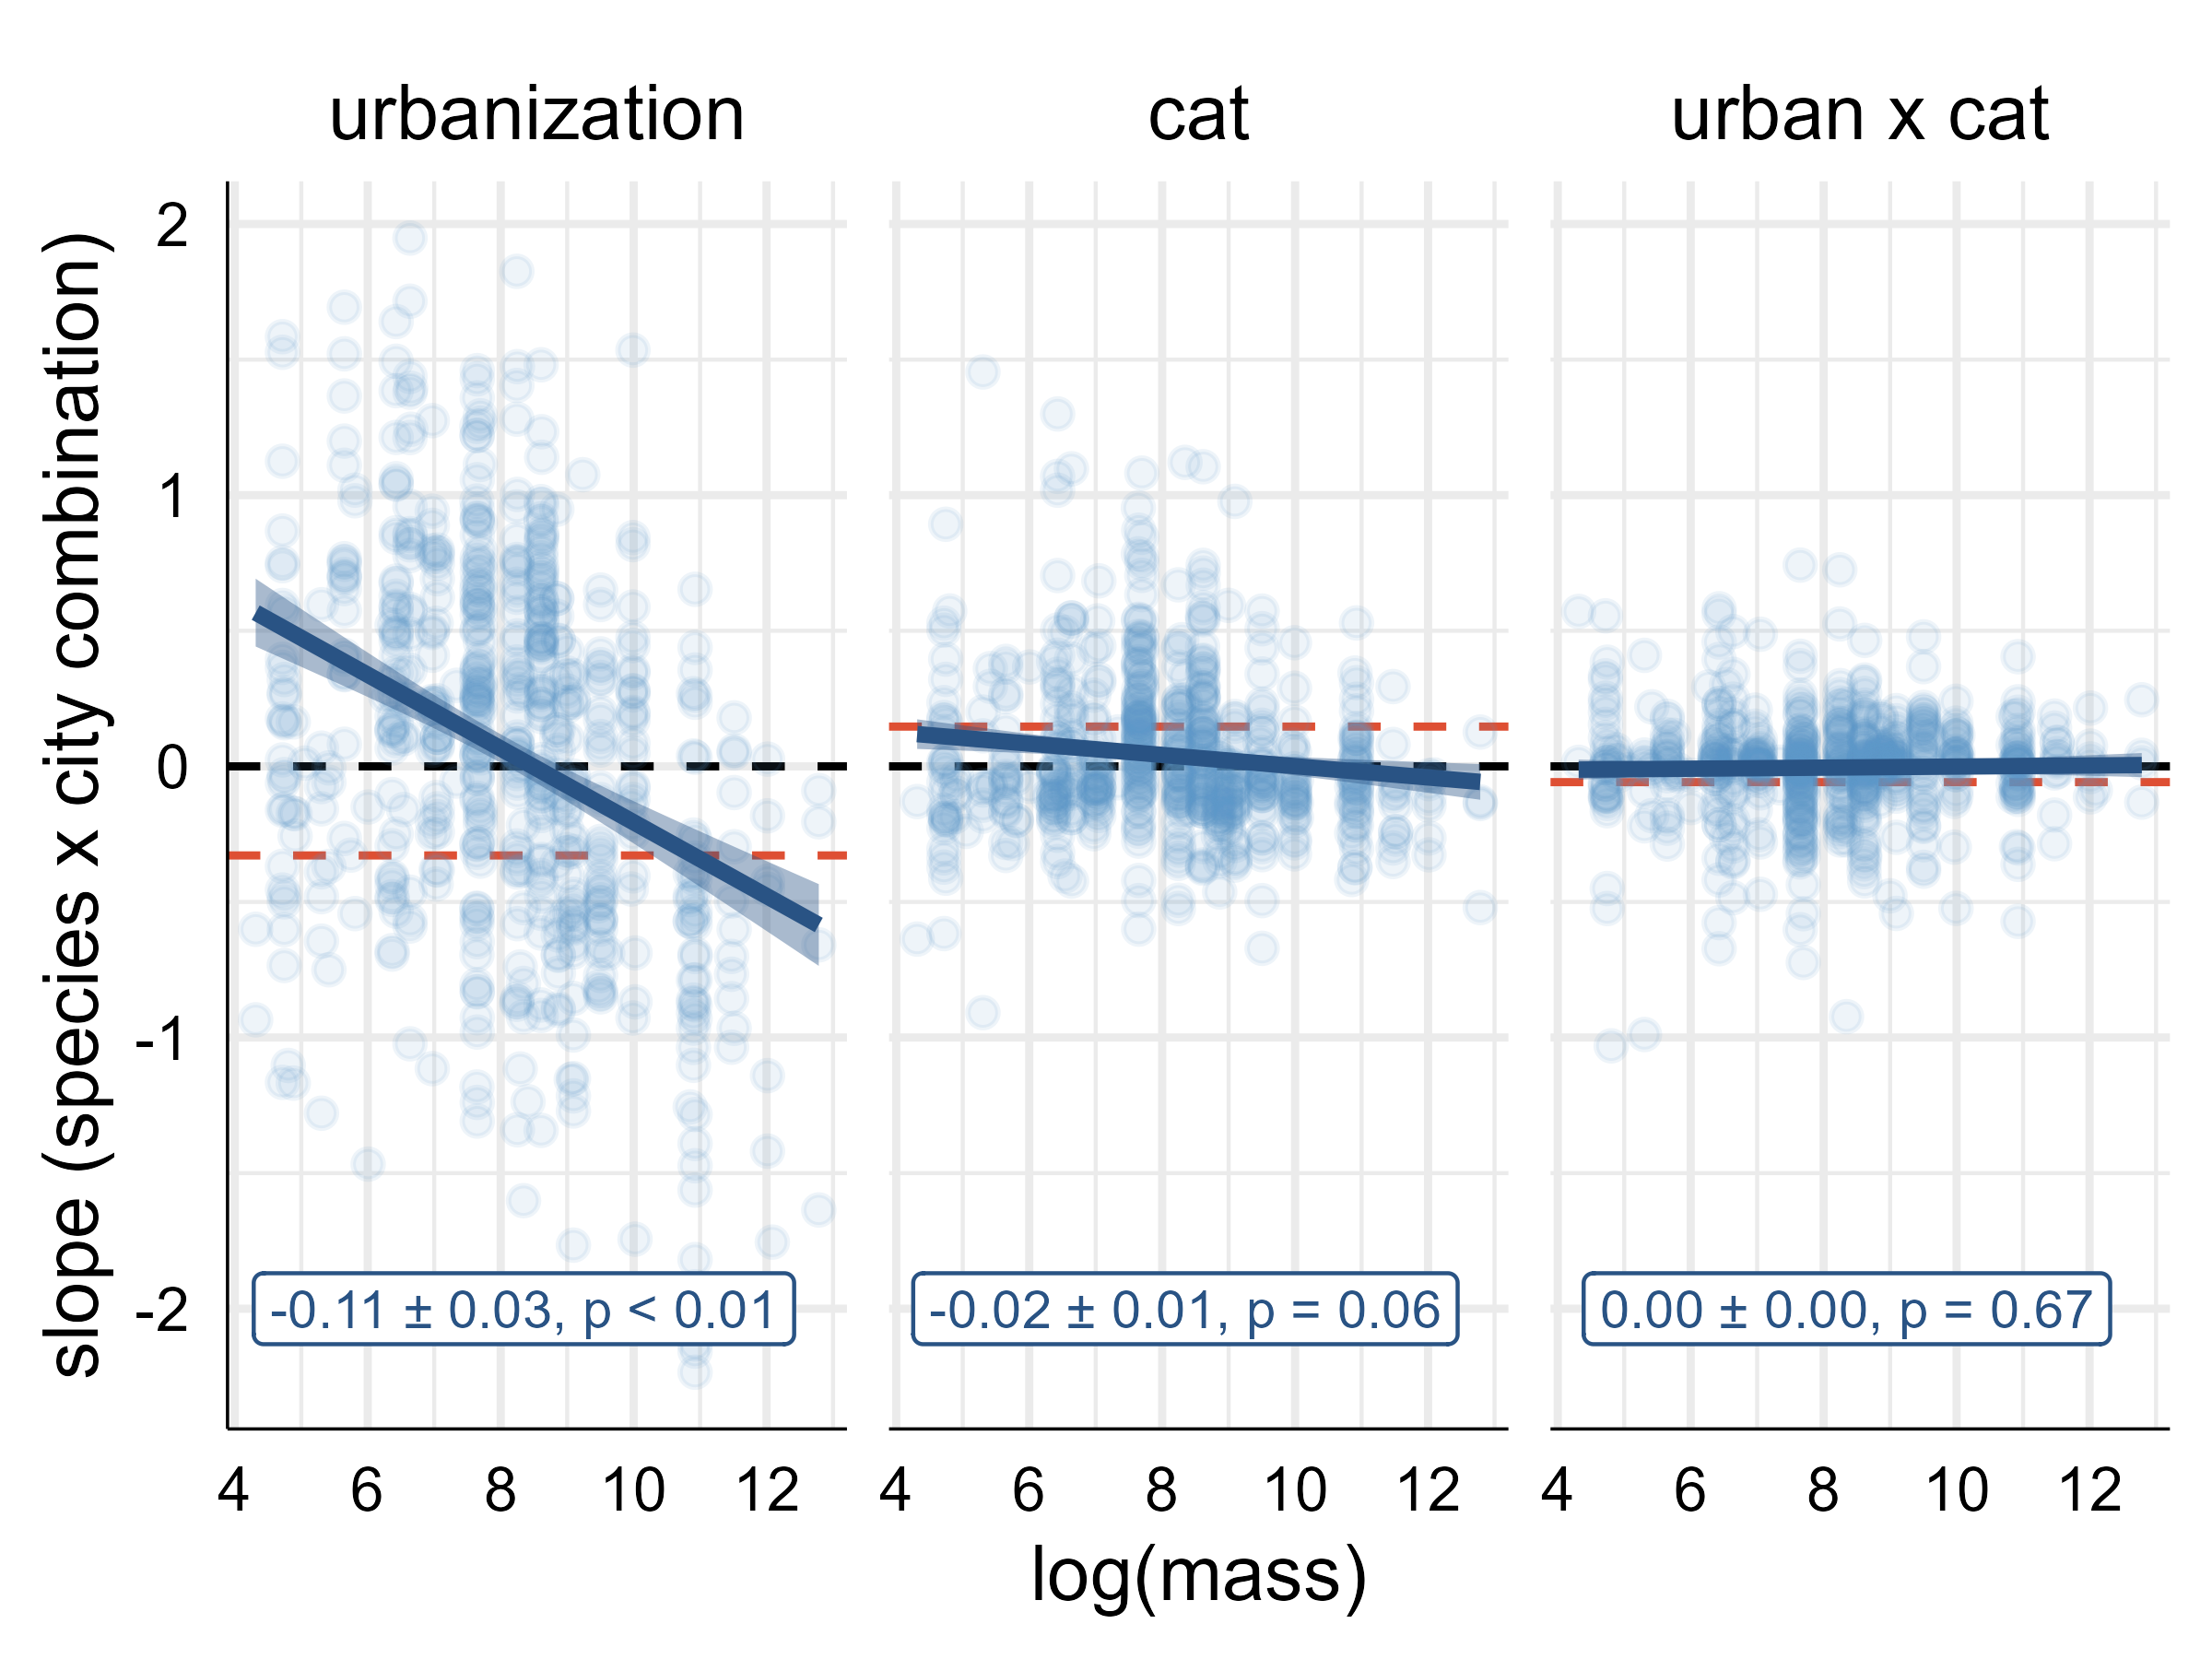 urbanization cat urban x cat
slope (species x city combination)
2
1
0
-1
-2
-0.11 ± 0.03, p < 0.01
-0.02 ± 0.01, p = 0.06
0.00 ± 0.00, p = 0.67
4 6 8 10 12 4 6 8 10 12 4 6 8 10 12
log(mass)